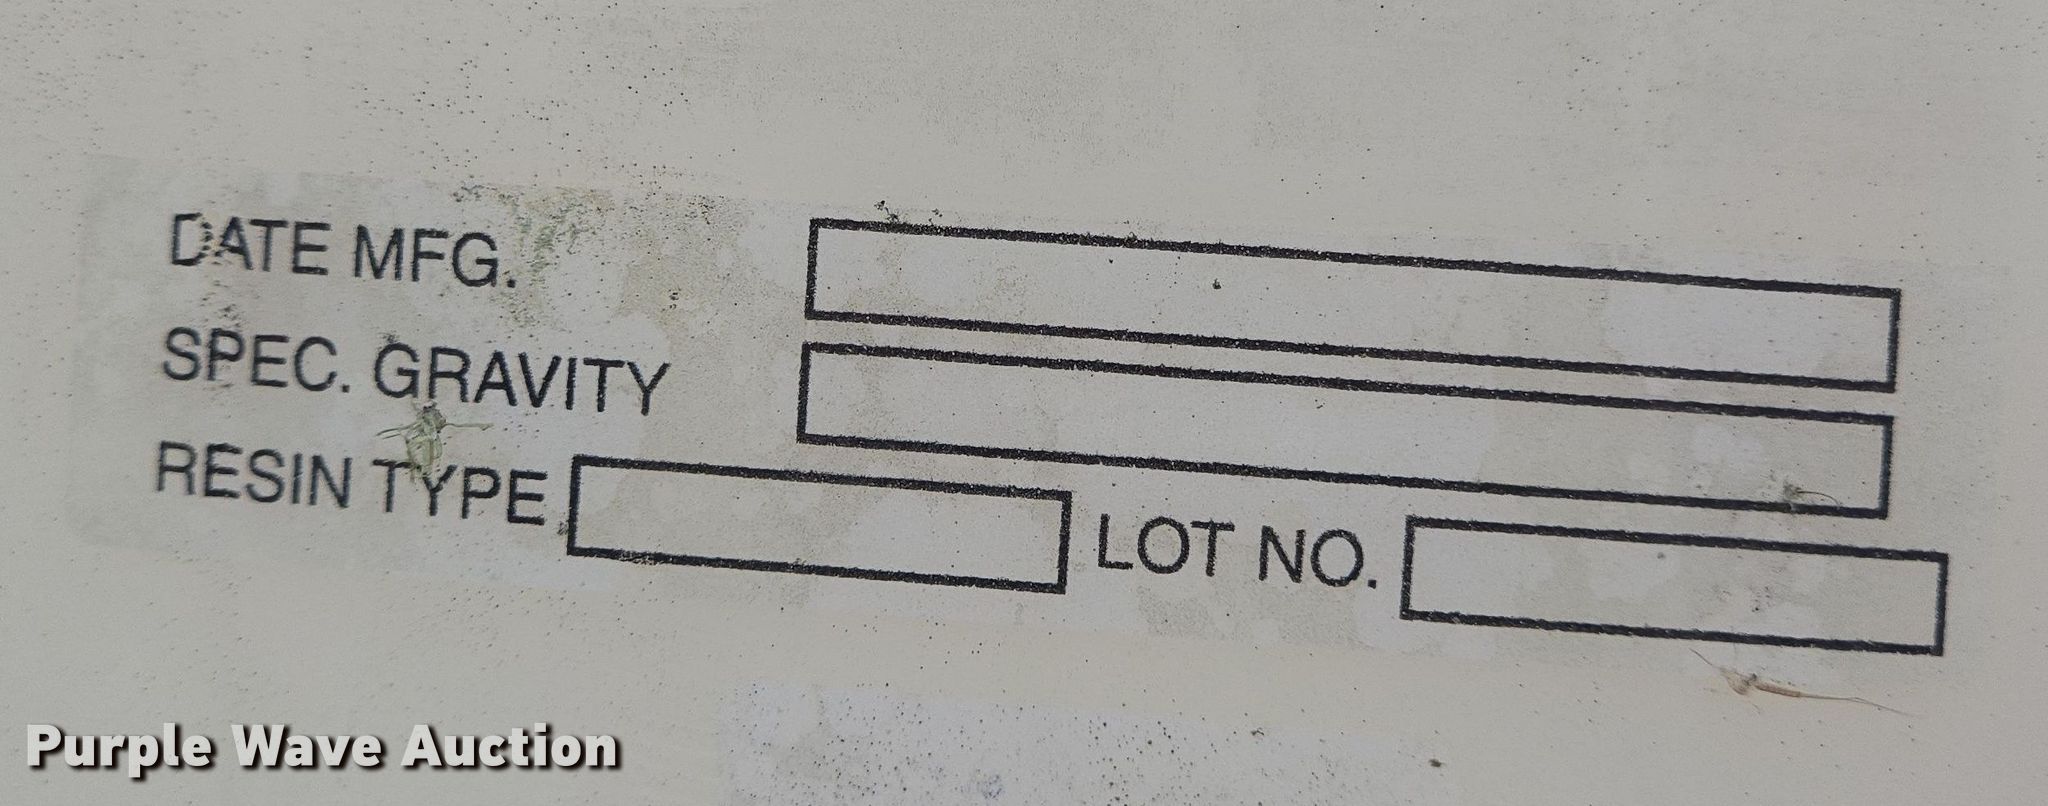 DATE MFG.
SPEC. GRAVITY
RESIN TYPE LOT NO.
Purple Wave Auction